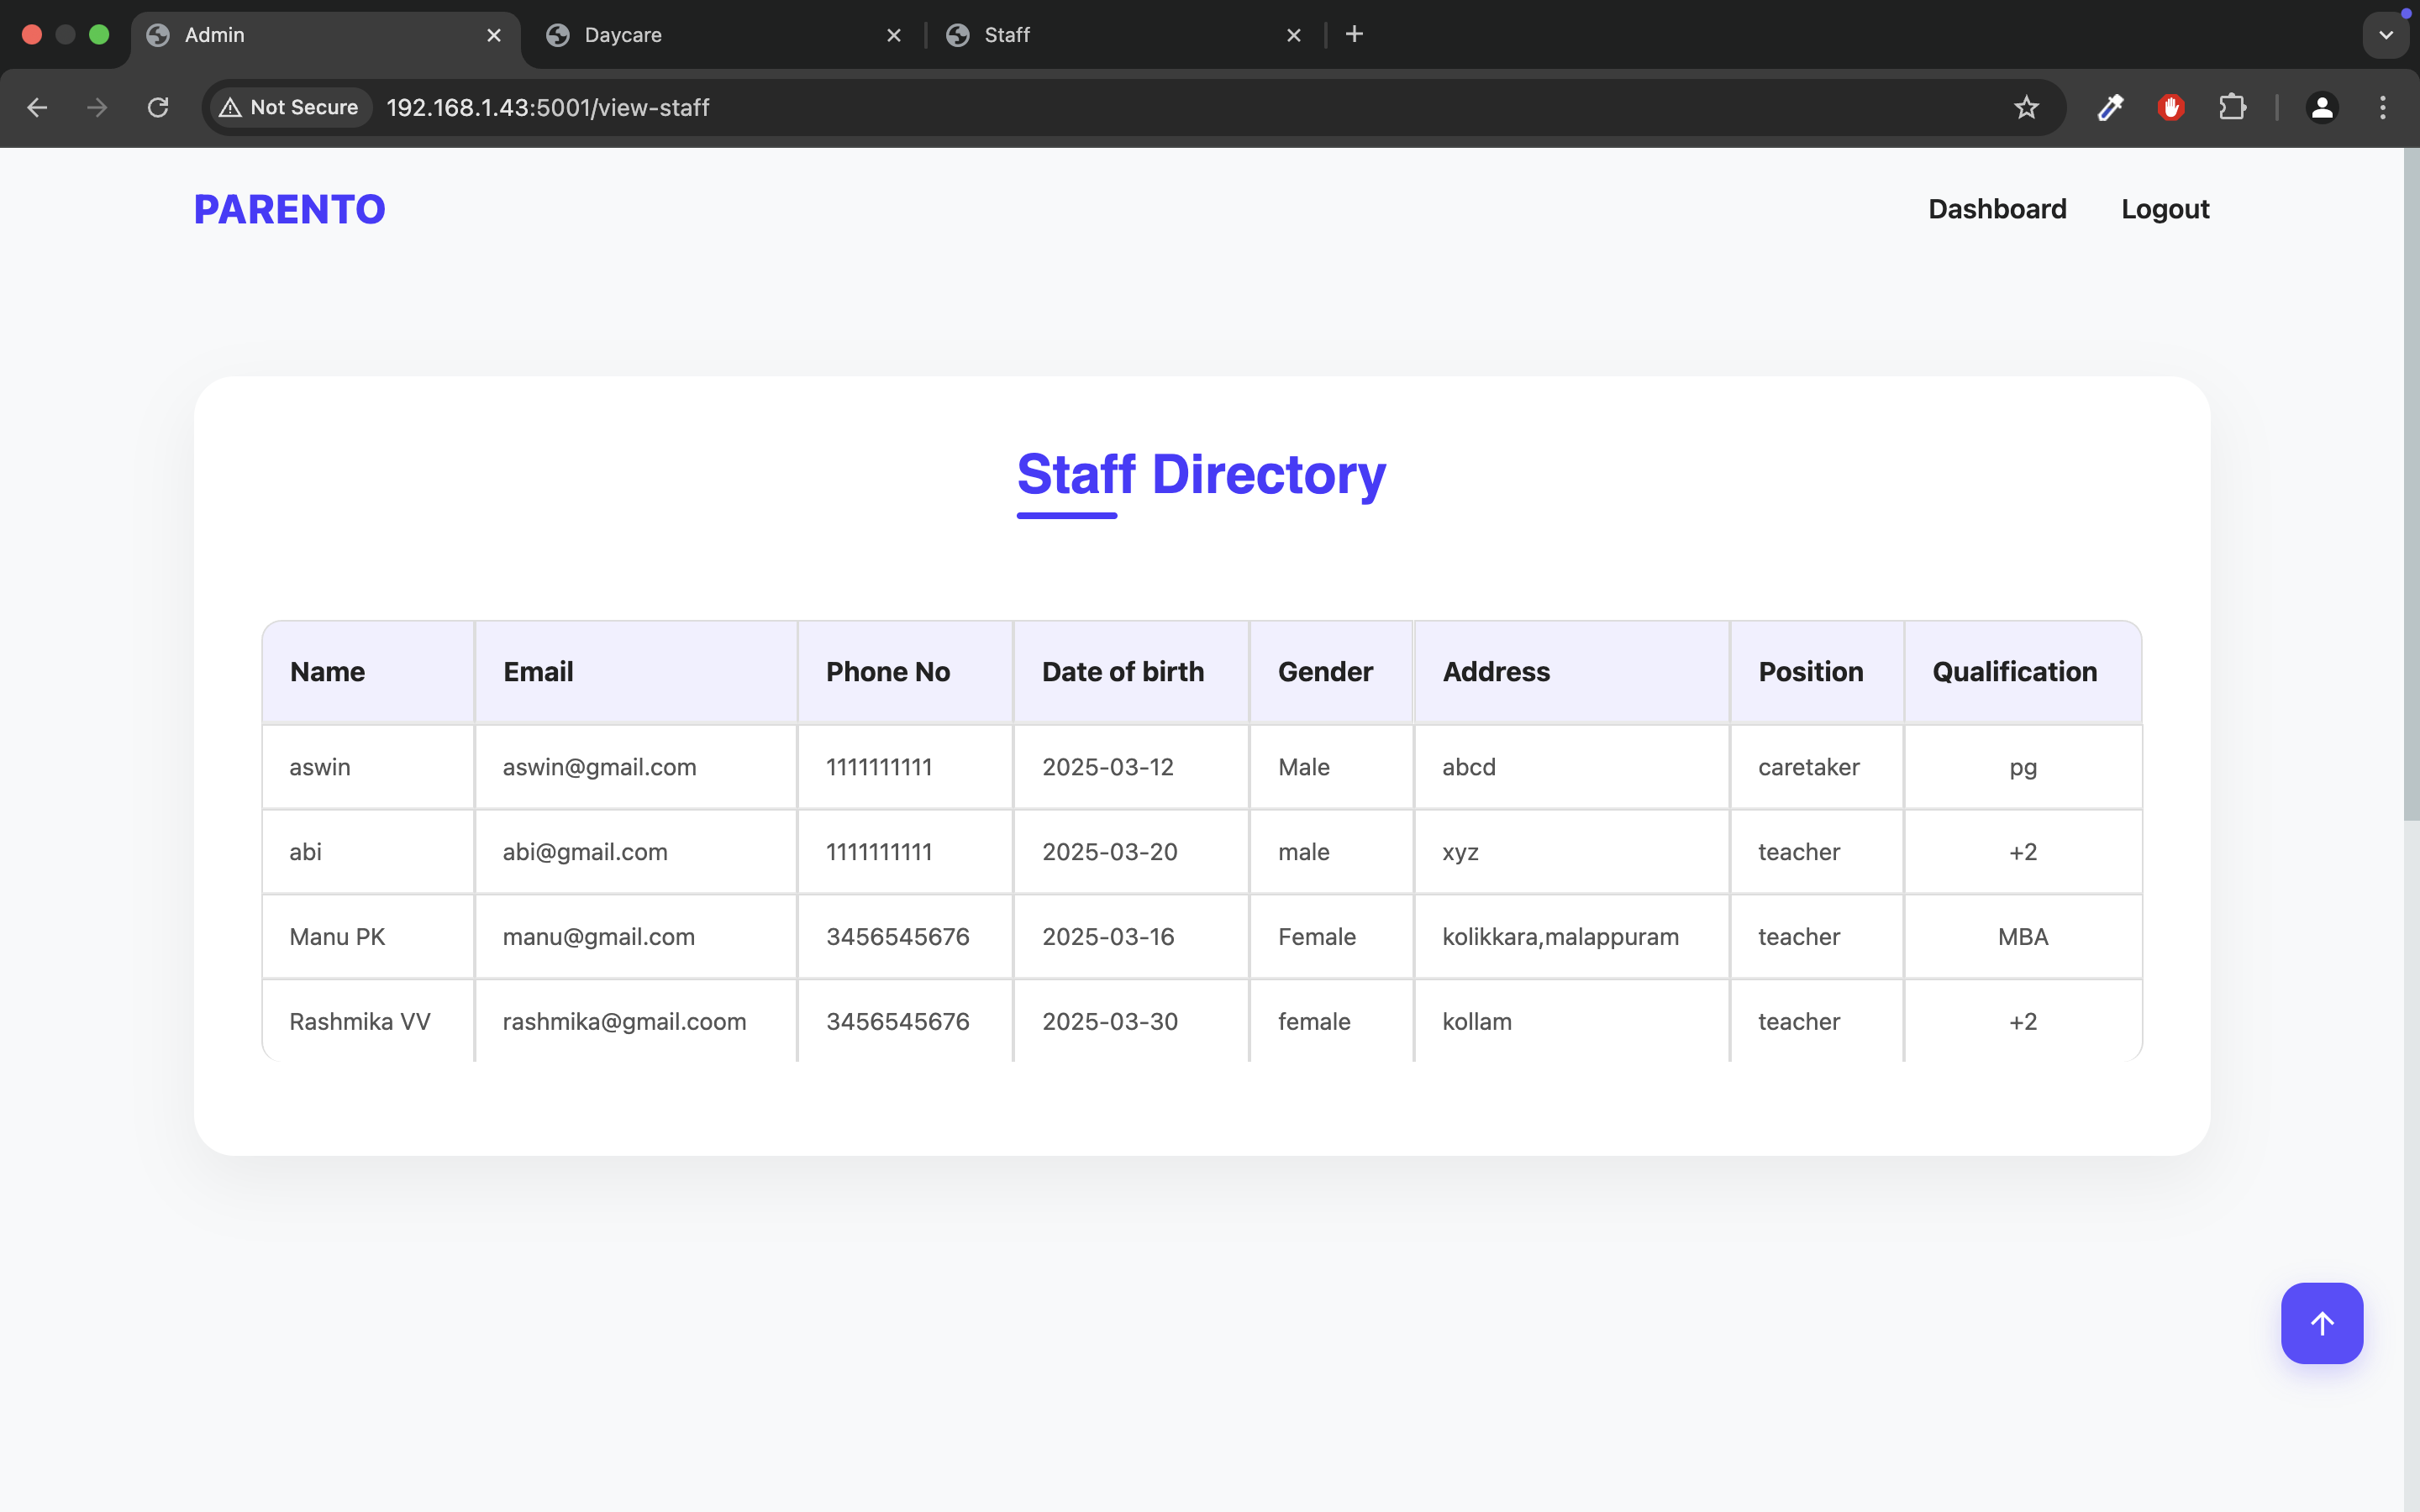 Admin Daycare Staff
Not Secure 192.168.1.43:5001/view-staff
PARENTO Dashboard Logout
Staff Directory
Name Email Phone No Date of birth Gender Address Position Qualification
aswin aswin@gmail.com 1111111111 2025-03-12 Male abcd caretaker pg
abi abi@gmail.com 1111111111 2025-03-20 male xyz teacher +2
Manu PK manu@gmail.com 3456545676 2025-03-16 Female kolikkara,malappuram teacher MBA
Rashmika VV rashmika@gmail.coom 3456545676 2025-03-30 female kollam teacher +2